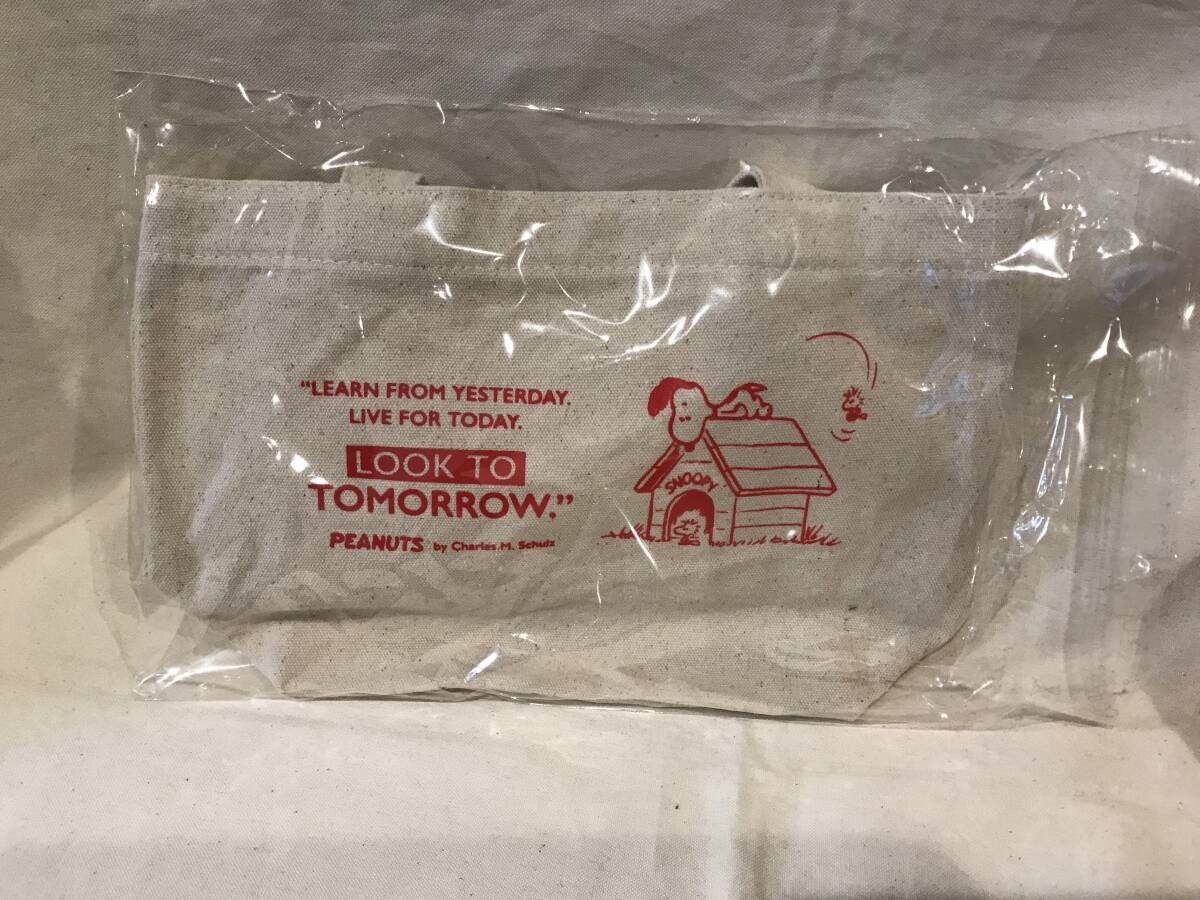 “LEARN FROM YESTERDAY.
LIVE FOR TODAY.
LOOK TO
TOMORROW.”
PEANUTS by Charles M. Schulz
SNOOPY